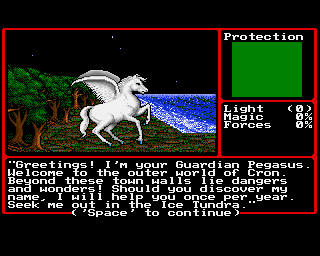 Protection
Light (0)
Magic 0%
Forces 0%
"Greetings! I'm your Guardian Pegasus.
Welcome to the outer world of Cron.
Beyond these town walls lie dangers
and wonders! Should you discover my
name, I will help you once per year.
Seek me out in the Ice Tundra."
('Space' to continue)